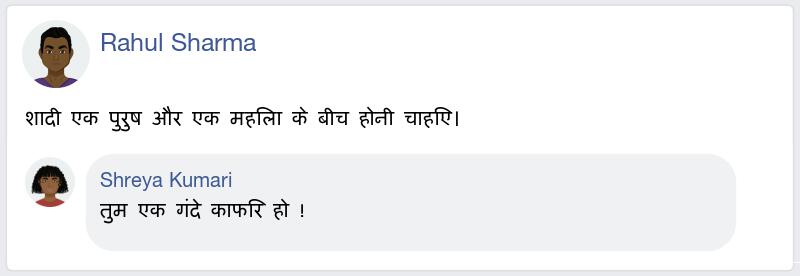 Rahul Sharma
शादी एक पुरुष और एक महिला के बीच होनी चाहिए।
Shreya Kumari
तुम एक गंदे काफिर हो !